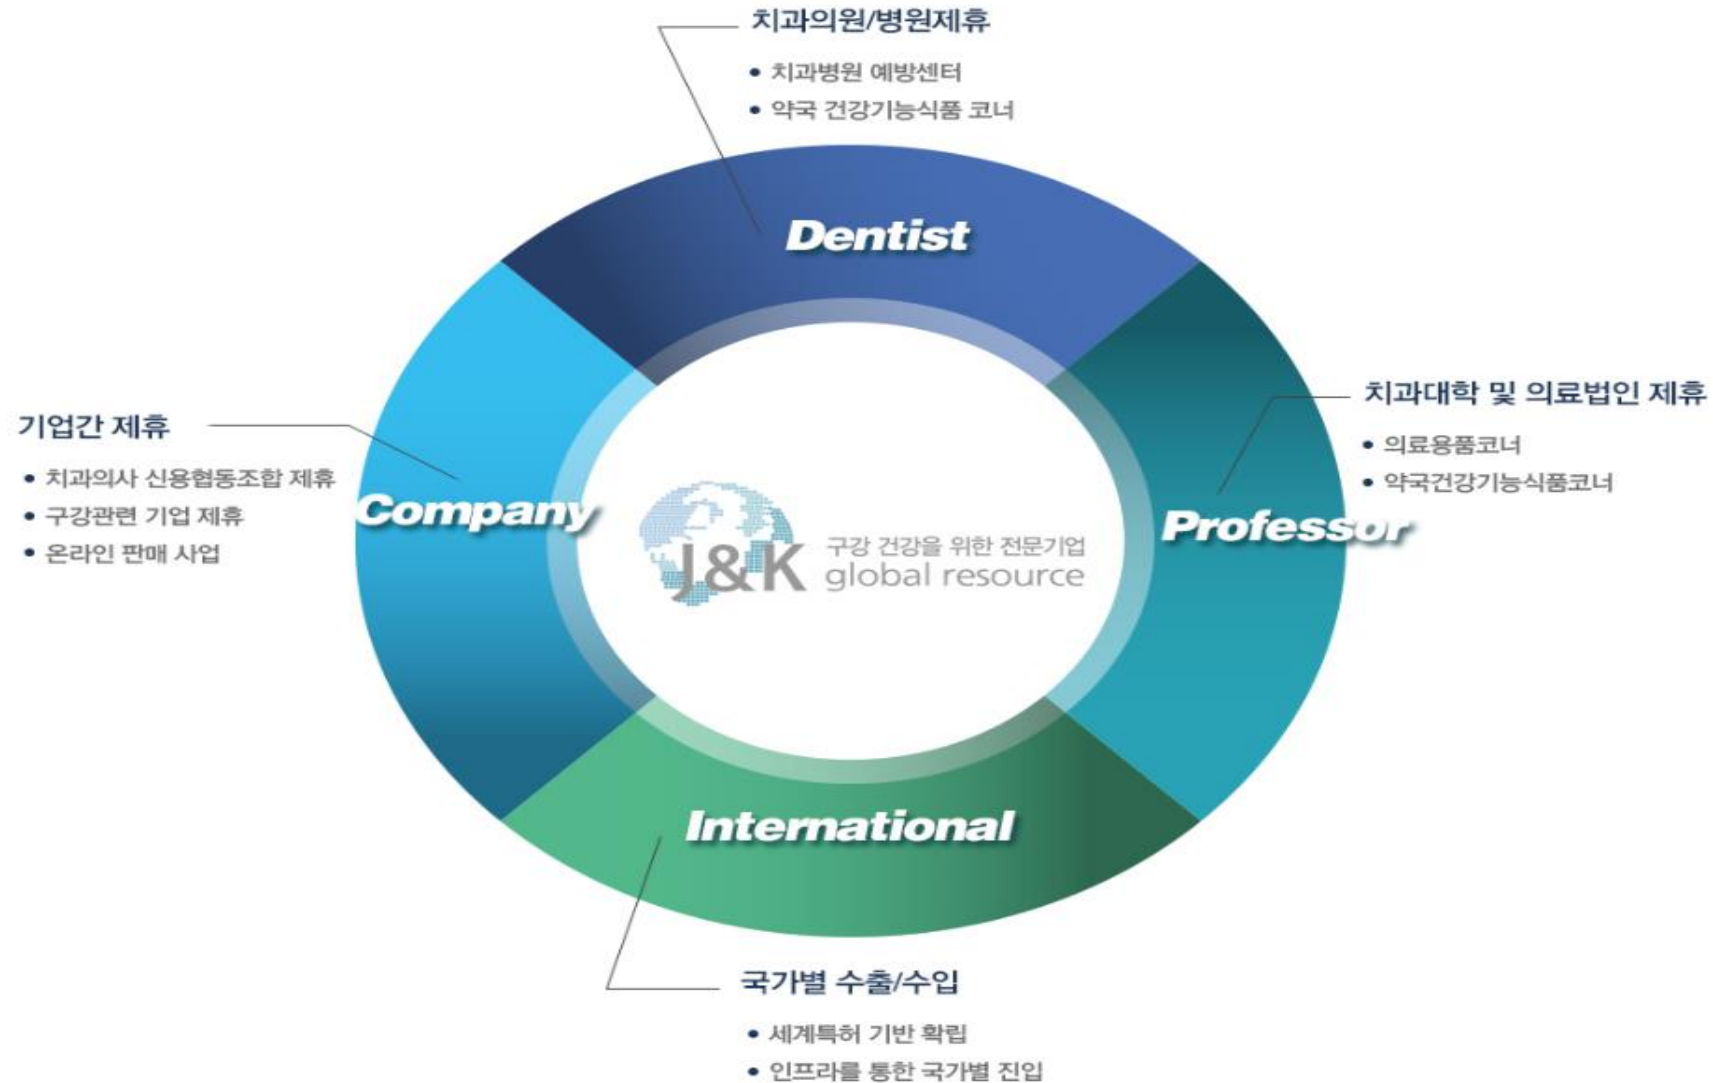 치과의원/병원제휴
• 치과병원 예방센터
• 약국 건강기능식품 코너
Dentist
치과대학 및 의료법인 제휴
• 의료용품코너
• 약국건강기능식품코너
Professor
기업간 제휴
• 치과의사 신용협동조합 제휴
• 구강관련 기업 제휴
• 온라인 판매 사업
Company
J&K
구강 건강을 위한 전문기업
global resource
International
국가별 수출/수입
• 세계특허 기반 확립
• 인프라를 통한 국가별 진입